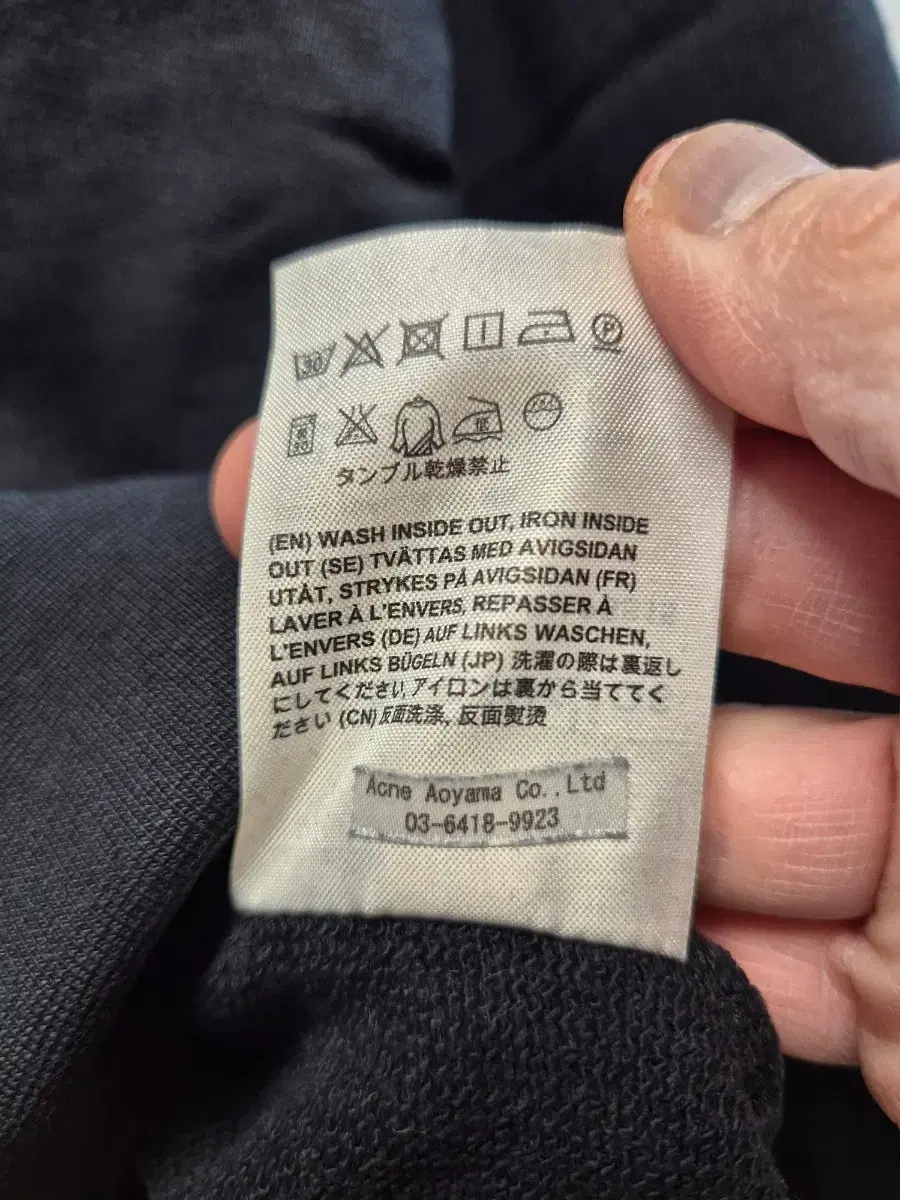 30 P
弱 30 低
タンブル乾燥禁止
(EN) WASH INSIDE OUT, IRON INSIDE
OUT (SE) TVÄTTAS MED AVIGSIDAN
UTÅT, STRYKES PÅ AVIGSIDAN (FR)
LAVER À L'ENVERS, REPASSER À
L'ENVERS (DE) AUF LINKS WASCHEN,
AUF LINKS BÜGELN (JP) 洗濯の際は裏返し
にしてください,アイロンは裏から当ててく
ださい (CN)反面洗涤, 反面熨烫
Acne Aoyama Co.,Ltd
03-6418-9923